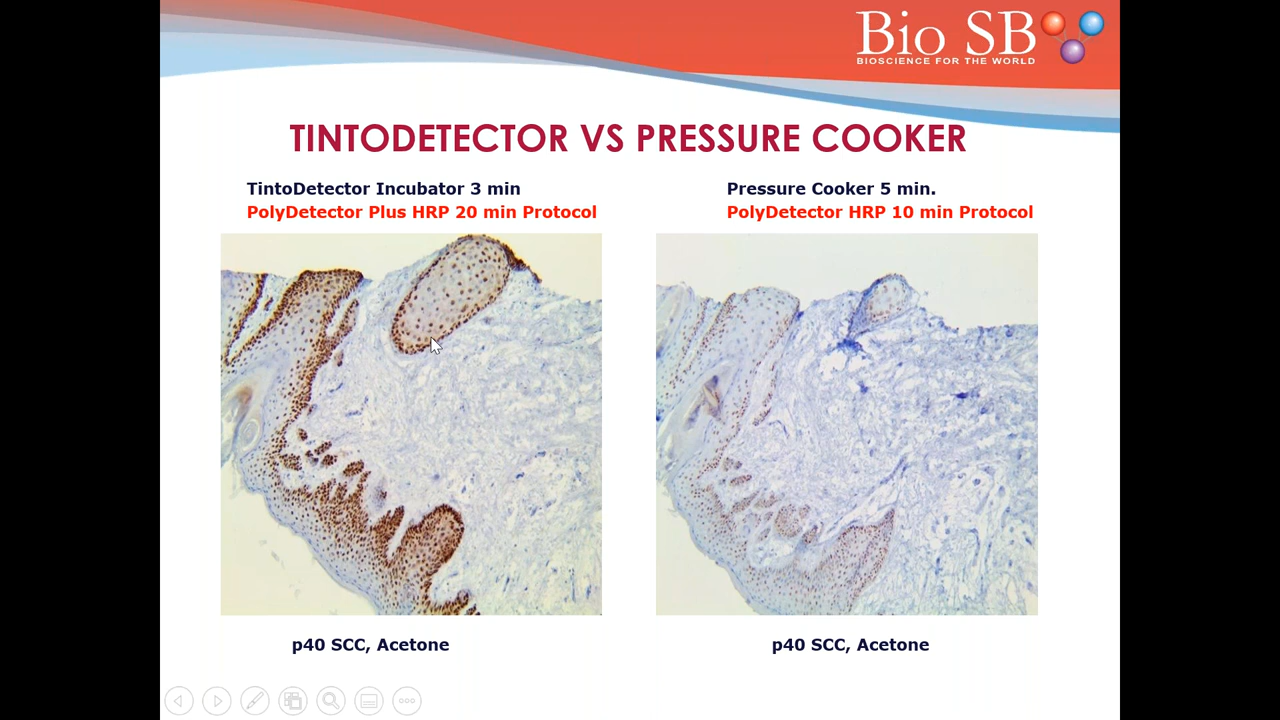 Bio SB
BIOSCIENCE FOR THE WORLD
TINTODETECTOR VS PRESSURE COOKER
TintoDetector Incubator 3 min
PolyDetector Plus HRP 20 min Protocol
Pressure Cooker 5 min.
PolyDetector HRP 10 min Protocol
p40 SCC, Acetone
p40 SCC, Acetone